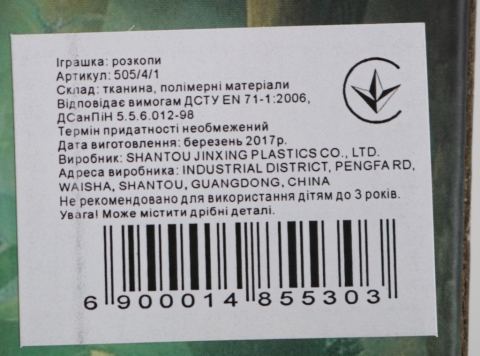 Іграшка: розкопи
Артикул: 505/4/1
Склад: тканина, полімерні матеріали
Відповідає вимогам ДСТУ EN 71-1:2006,
ДСанПіН 5.5.6.012-98
Термін придатності необмежений
Дата виготовлення: березень 2017р.
Виробник: SHANTOU JINXING PLASTICS CO., LTD.
Адреса виробника: INDUSTRIAL DISTRICT, PENGFA RD,
WAISHA, SHANTOU, GUANGDONG, CHINA
Не рекомендовано для використання дітям до 3 років.
Увага! Може містити дрібні деталі.
6 900014 855303